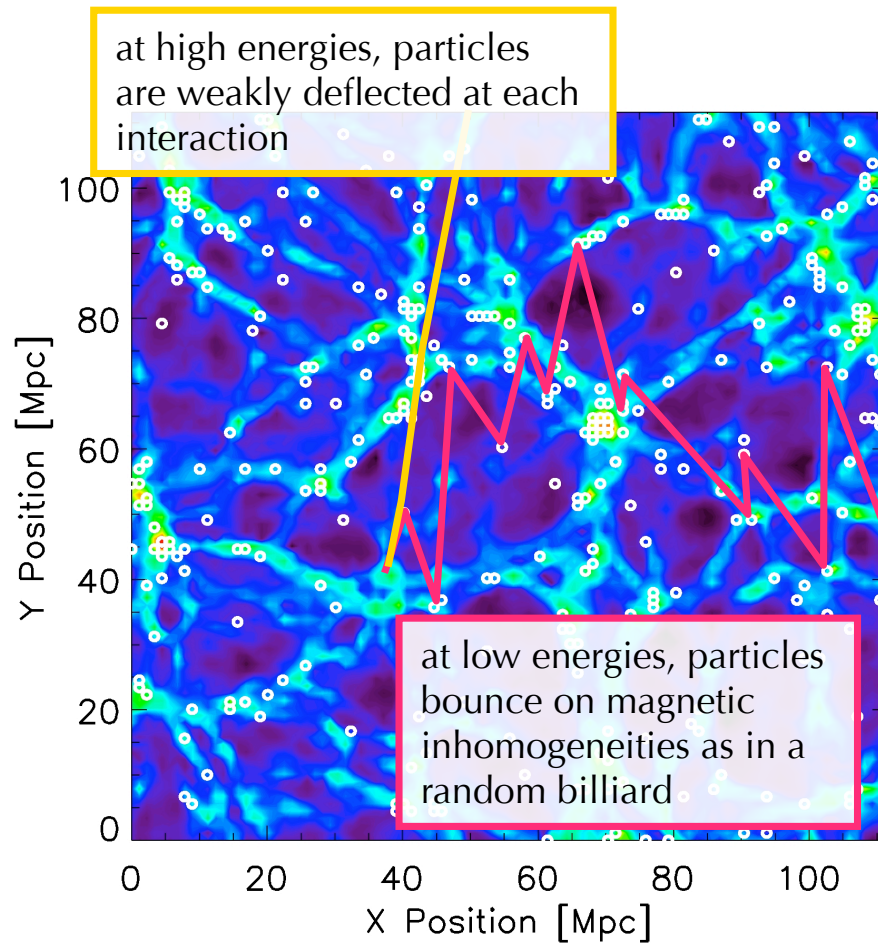 at high energies, particles
are weakly deflected at each
interaction
100
80
60
40
20
0
Y Position [Mpc]
at low energies, particles
bounce on magnetic
inhomogeneities as in a
random billiard
0 20 40 60 80 100
X Position [Mpc]